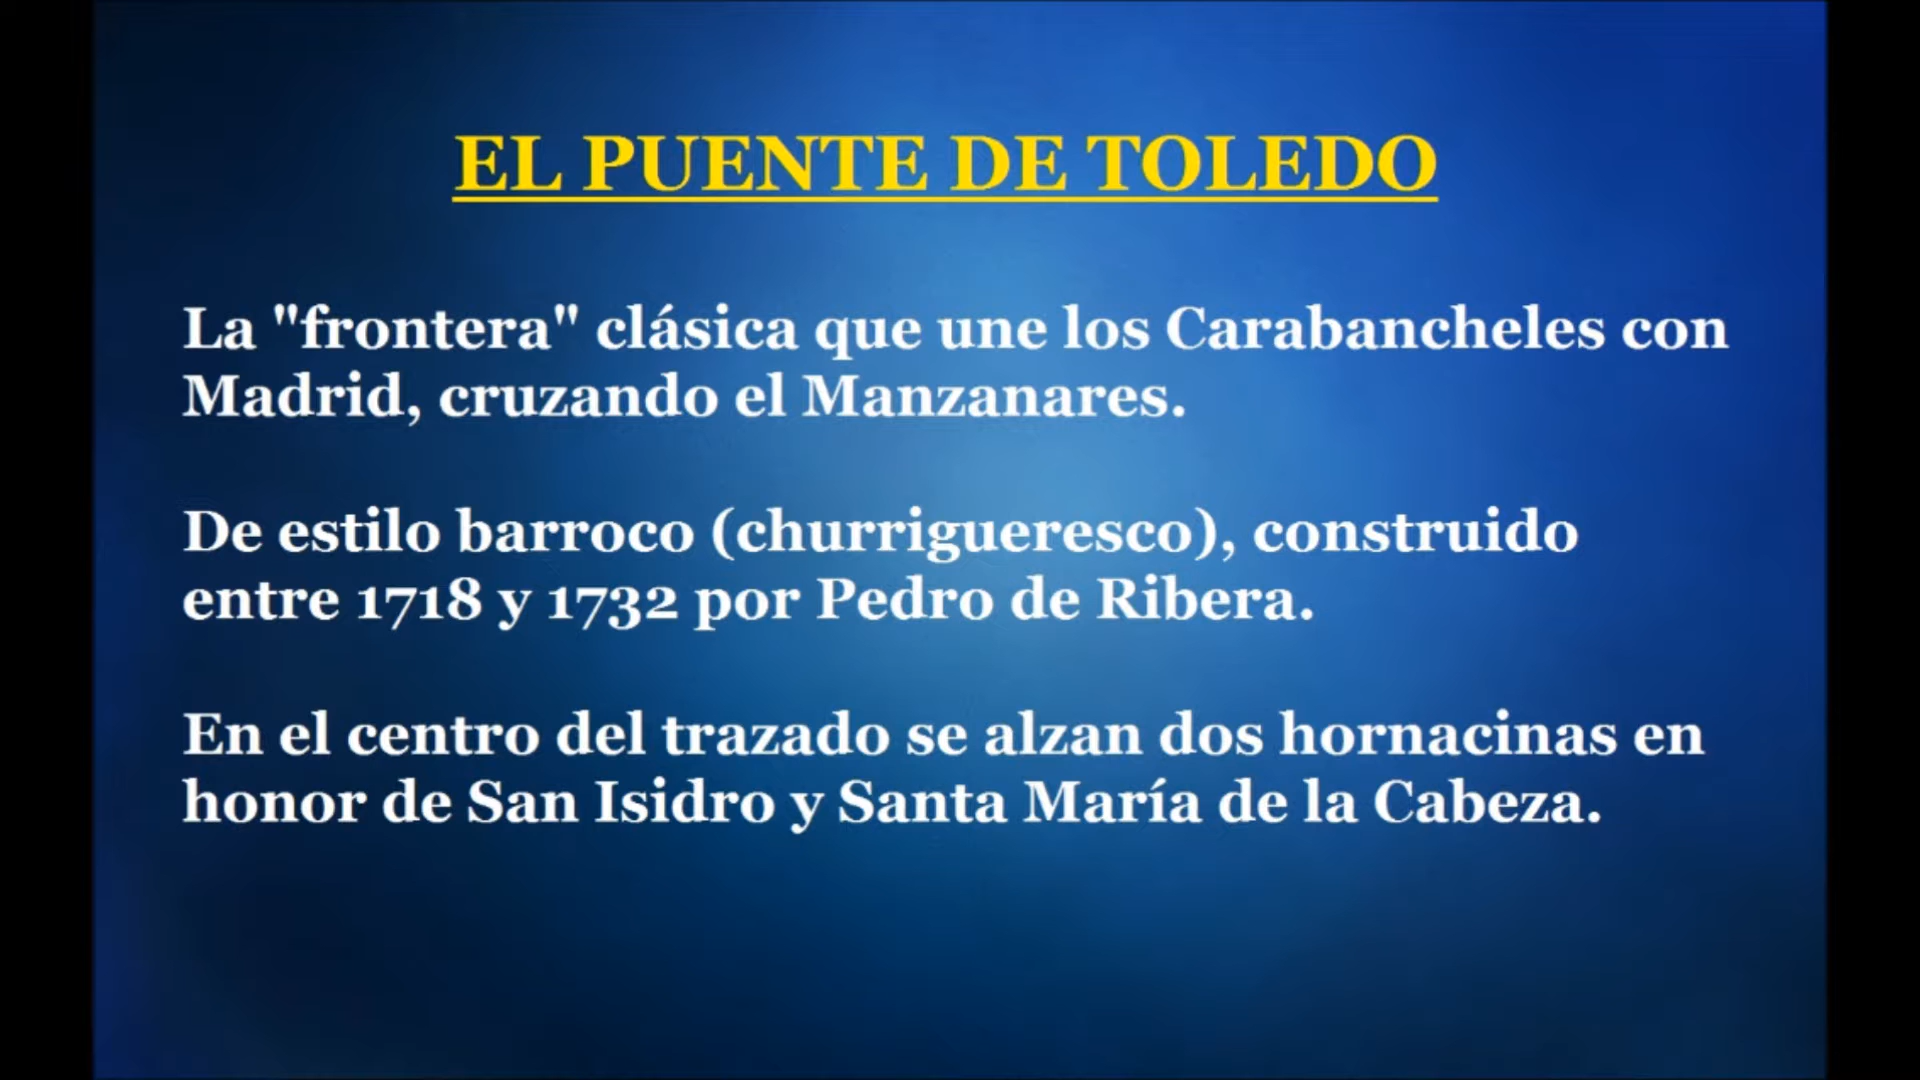 EL PUENTE DE TOLEDO
La "frontera" clásica que une los Carabancheles con
Madrid, cruzando el Manzanares.
De estilo barroco (churrigueresco), construido
entre 1718 y 1732 por Pedro de Ribera.
En el centro del trazado se alzan dos hornacinas en
honor de San Isidro y Santa María de la Cabeza.